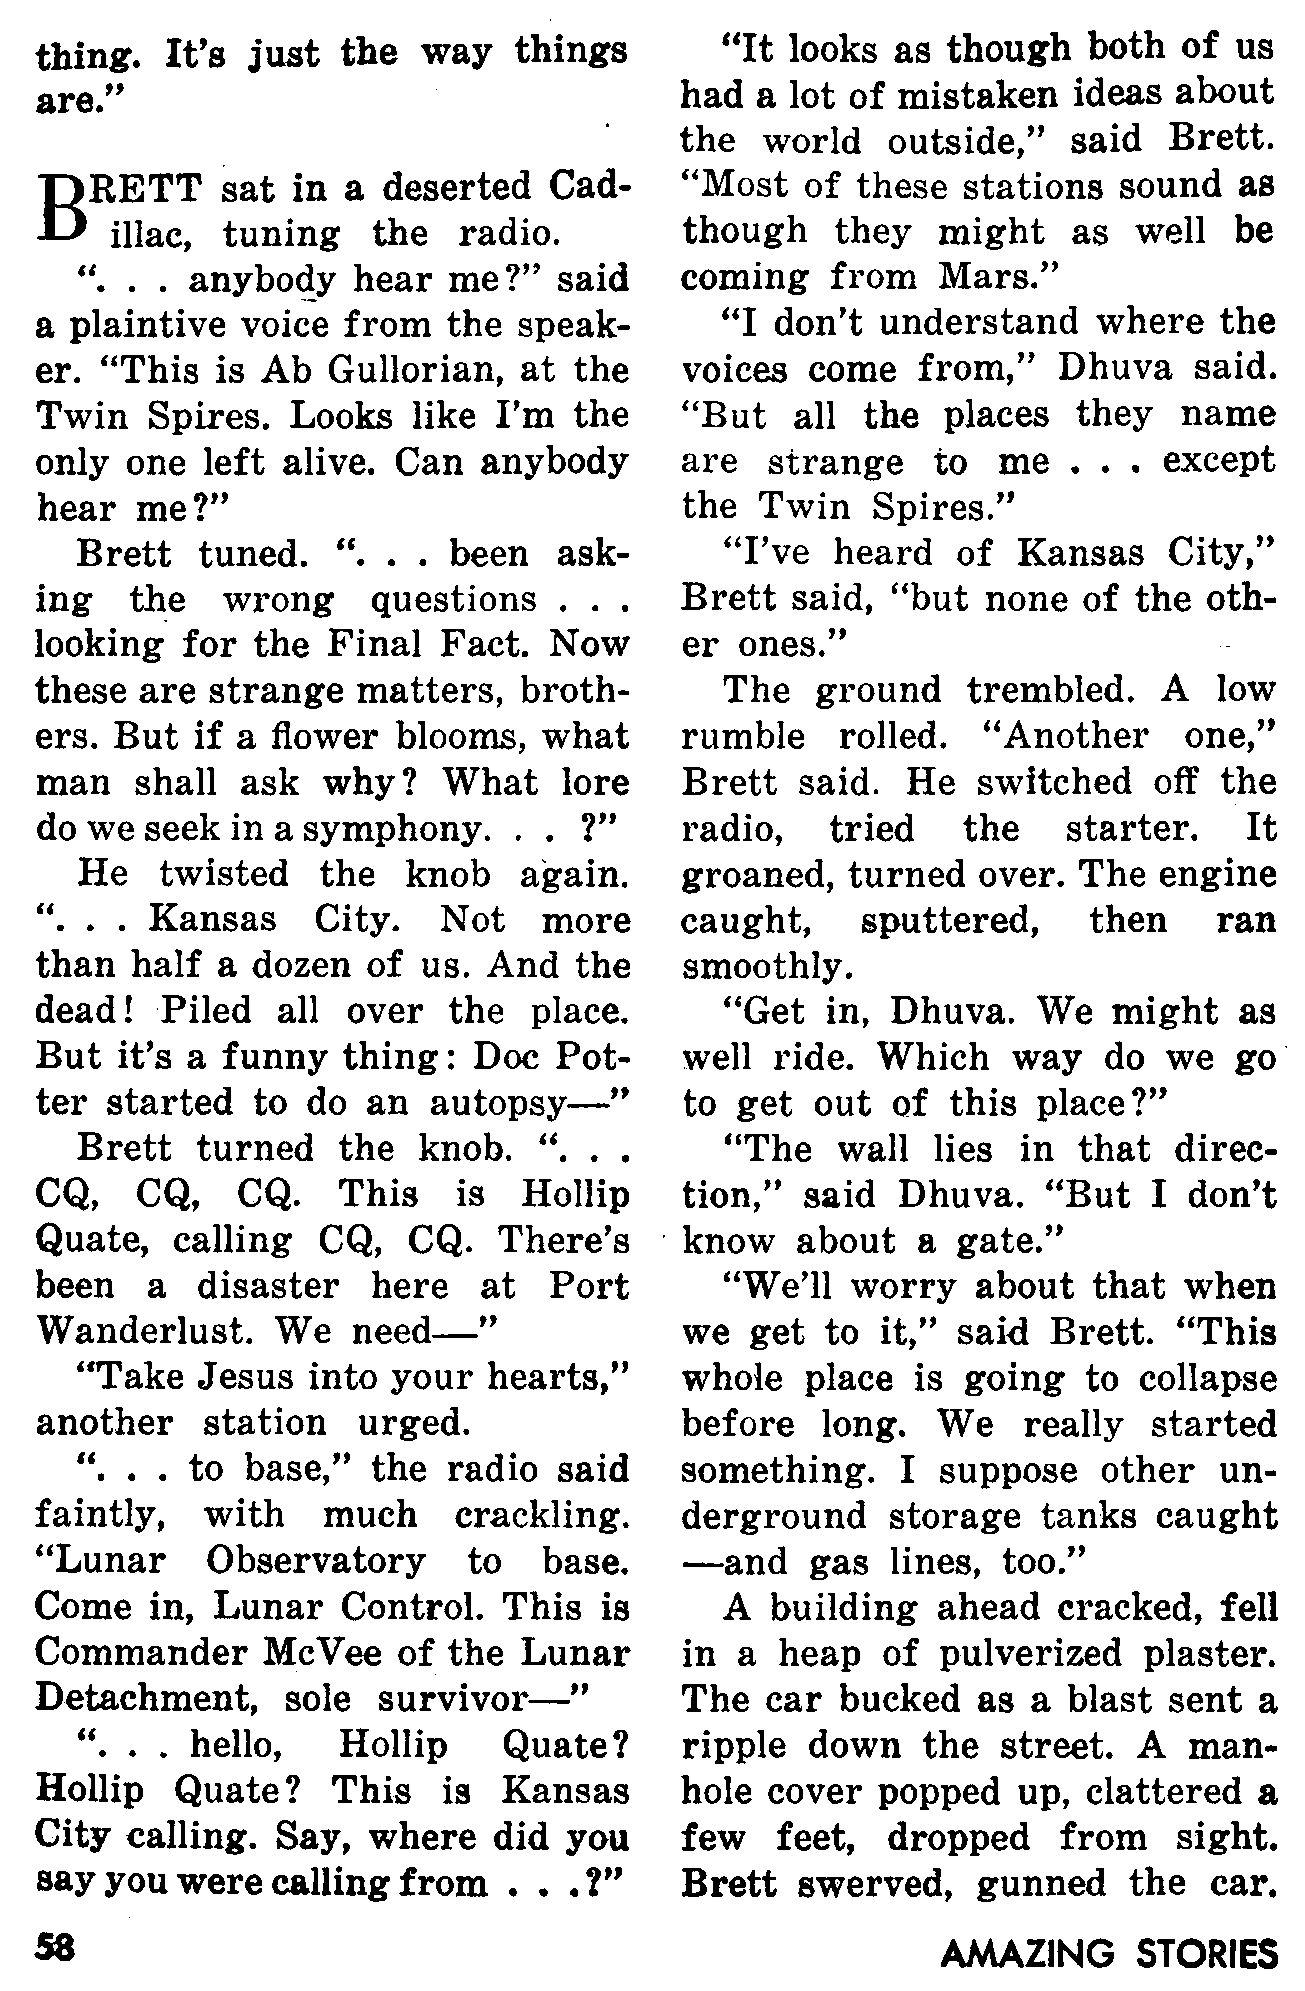 thing. It's just the way things
are."
BRETT sat in a deserted Cad-
illac, tuning the radio.
". . . anybody hear me?" said
a plaintive voice from the speak-
er. "This is Ab Gullorian, at the
Twin Spires. Looks like I'm the
only one left alive. Can anybody
hear me?"
Brett tuned. ". . . been ask-
ing the wrong questions . . .
looking for the Final Fact. Now
these are strange matters, broth-
ers. But if a flower blooms, what
man shall ask why? What lore
do we seek in a symphony. . . ?"
He twisted the knob again.
". . . Kansas City. Not more
than half a dozen of us. And the
dead! Piled all over the place.
But it's a funny thing: Doc Pot-
ter started to do an autopsy—"
Brett turned the knob. ". . .
CQ, CQ, CQ. This is Hollip
Quate, calling CQ, CQ. There's
been a disaster here at Port
Wanderlust. We need—"
"Take Jesus into your hearts,"
another station urged.
". . . to base," the radio said
faintly, with much crackling.
"Lunar Observatory to base.
Come in, Lunar Control. This is
Commander McVee of the Lunar
Detachment, sole survivor—"
". . . hello, Hollip Quate?
Hollip Quate? This is Kansas
City calling. Say, where did you
say you were calling from . . .?"
"It looks as though both of us
had a lot of mistaken ideas about
the world outside," said Brett.
"Most of these stations sound as
though they might as well be
coming from Mars."
"I don't understand where the
voices come from," Dhuva said.
"But all the places they name
are strange to me . . . except
the Twin Spires."
"I've heard of Kansas City,"
Brett said, "but none of the oth-
er ones."
The ground trembled. A low
rumble rolled. "Another one,"
Brett said. He switched off the
radio, tried the starter. It
groaned, turned over. The engine
caught, sputtered, then ran
smoothly.
"Get in, Dhuva. We might as
well ride. Which way do we go
to get out of this place?"
"The wall lies in that direc-
tion," said Dhuva. "But I don't
know about a gate."
"We'll worry about that when
we get to it," said Brett. "This
whole place is going to collapse
before long. We really started
something. I suppose other un-
derground storage tanks caught
—and gas lines, too."
A building ahead cracked, fell
in a heap of pulverized plaster.
The car bucked as a blast sent a
ripple down the street. A man-
hole cover popped up, clattered a
few feet, dropped from sight.
Brett swerved, gunned the car.
58
AMAZING STORIES